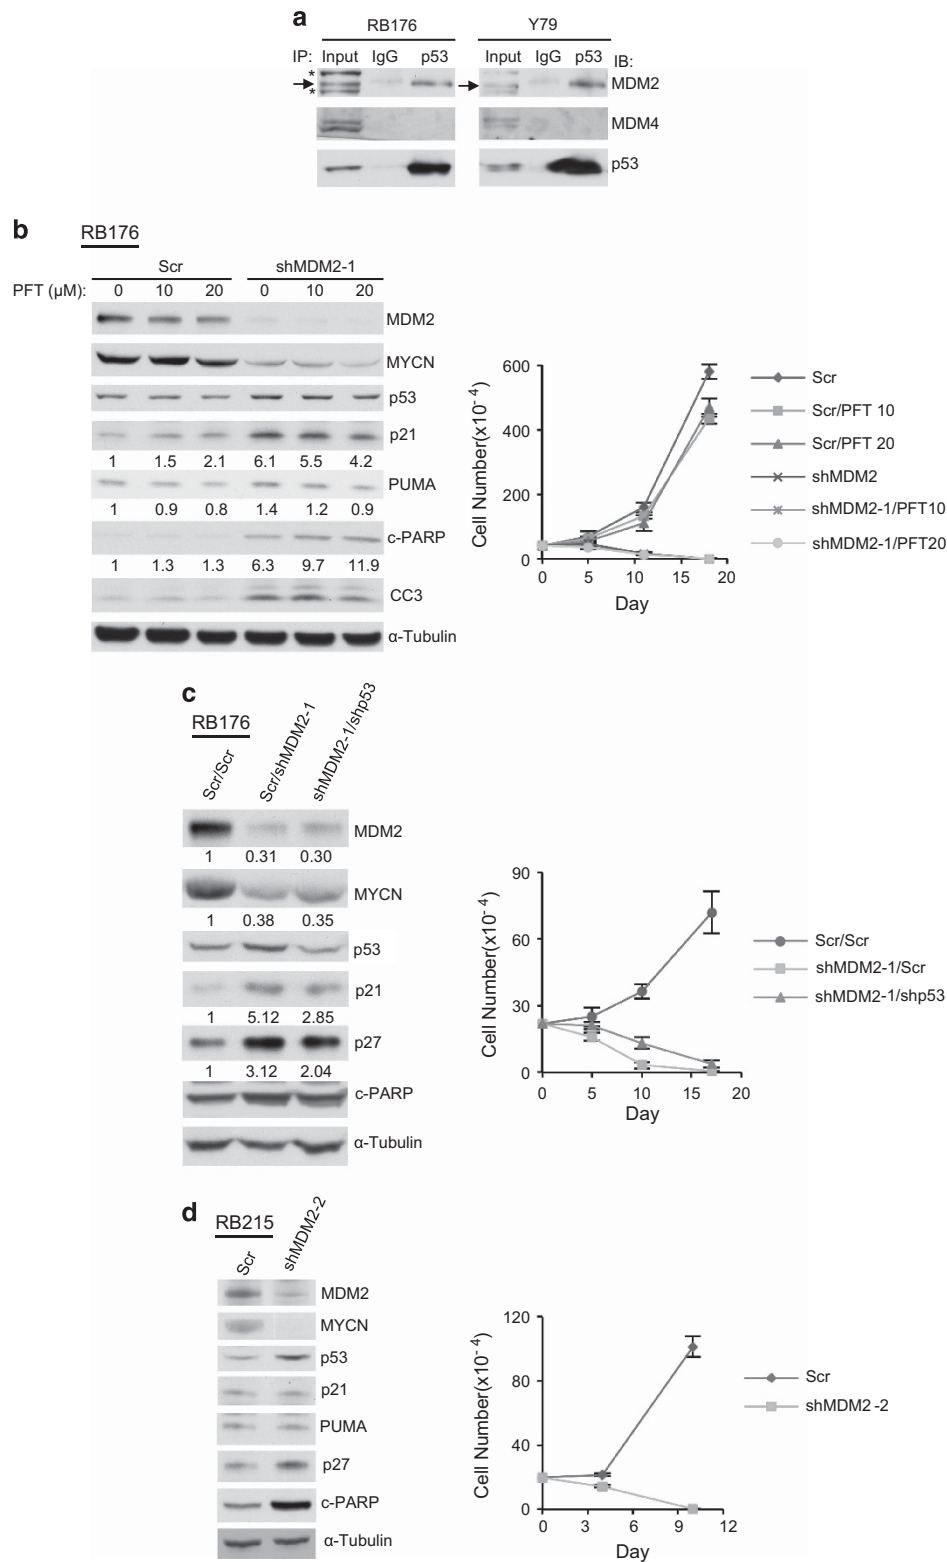 a
RB176 Y79
IP: Input IgG p53 Input IgG p53 IB:
* MDM2
*
MDM4
p53
b RB176
Scr shMDM2-1
PFT (µM): 0 10 20 0 10 20
MDM2
MYCN
p53
p21
1 1.5 2.1 6.1 5.5 4.2
PUMA
1 0.9 0.8 1.4 1.2 0.9
c-PARP
1 1.3 1.3 6.3 9.7 11.9
CC3
α-Tubulin
Cell Number(x10-4)
600
400
200
0
0 5 10 15 20
Day
Scr
Scr/PFT 10
Scr/PFT 20
shMDM2
shMDM2-1/PFT10
shMDM2-1/PFT20
c
RB176
Scr/Scr Scr/shMDM2-1 shMDM2-1/shp53
MDM2
1 0.31 0.30
MYCN
1 0.38 0.35
p53
p21
1 5.12 2.85
p27
1 3.12 2.04
c-PARP
α-Tubulin
Cell Number(x10-4)
90
60
30
0
0 5 10 15 20
Day
Scr/Scr
shMDM2-1/Scr
shMDM2-1/shp53
d
RB215
Scr shMDM2-2
MDM2
MYCN
p53
p21
PUMA
p27
c-PARP
α-Tubulin
Cell Number(x10-4)
120
80
40
0
0 3 6 9 12
Day
Scr
shMDM2-2